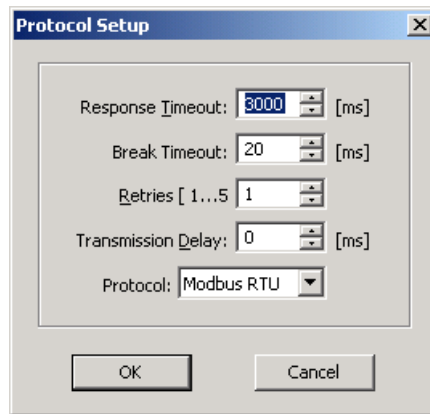 Protocol Setup
Response Timeout: 3000 [ms]
Break Timeout: 20 [ms]
Retries [ 1...5 1
Transmission Delay: 0 [ms]
Protocol: Modbus RTU
OK Cancel